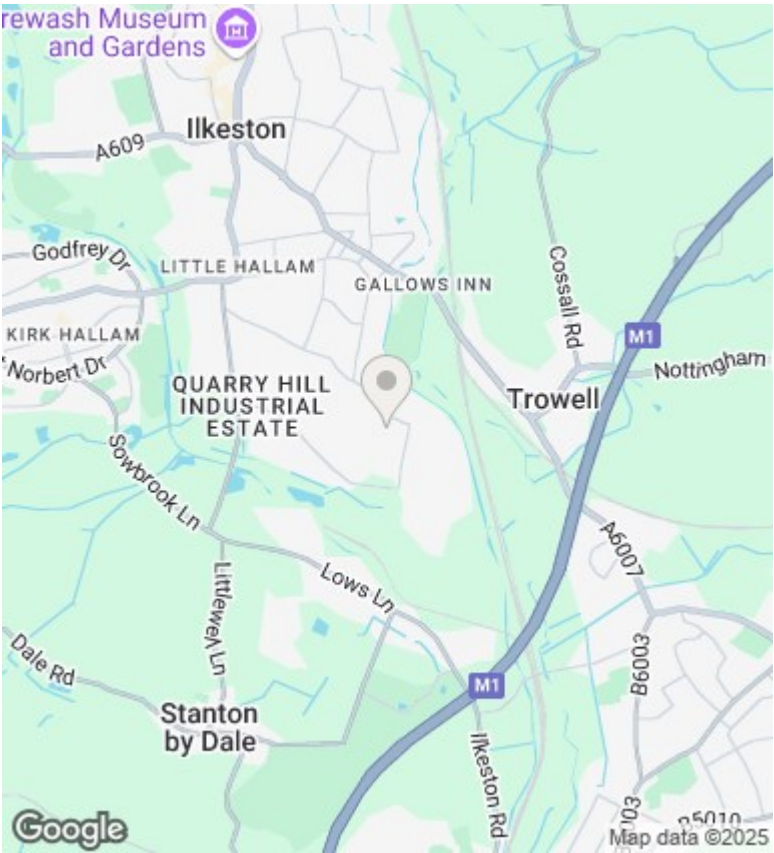 rewash Museum
and Gardens
Ilkeston
A609
Godfrey Dr
LITTLE HALLAM
GALLOWS INN
Cossall Rd
KIRK HALLAM
M1
Norbert Dr
Nottingham
QUARRY HILL
INDUSTRIAL
ESTATE
Trowell
Sowbrook Ln
A6007
Lows Ln
Littlewell Ln
B6003
Dale Rd
M1
Stanton
by Dale
Ilkeston Rd
B5010
Google
Map data ©2025